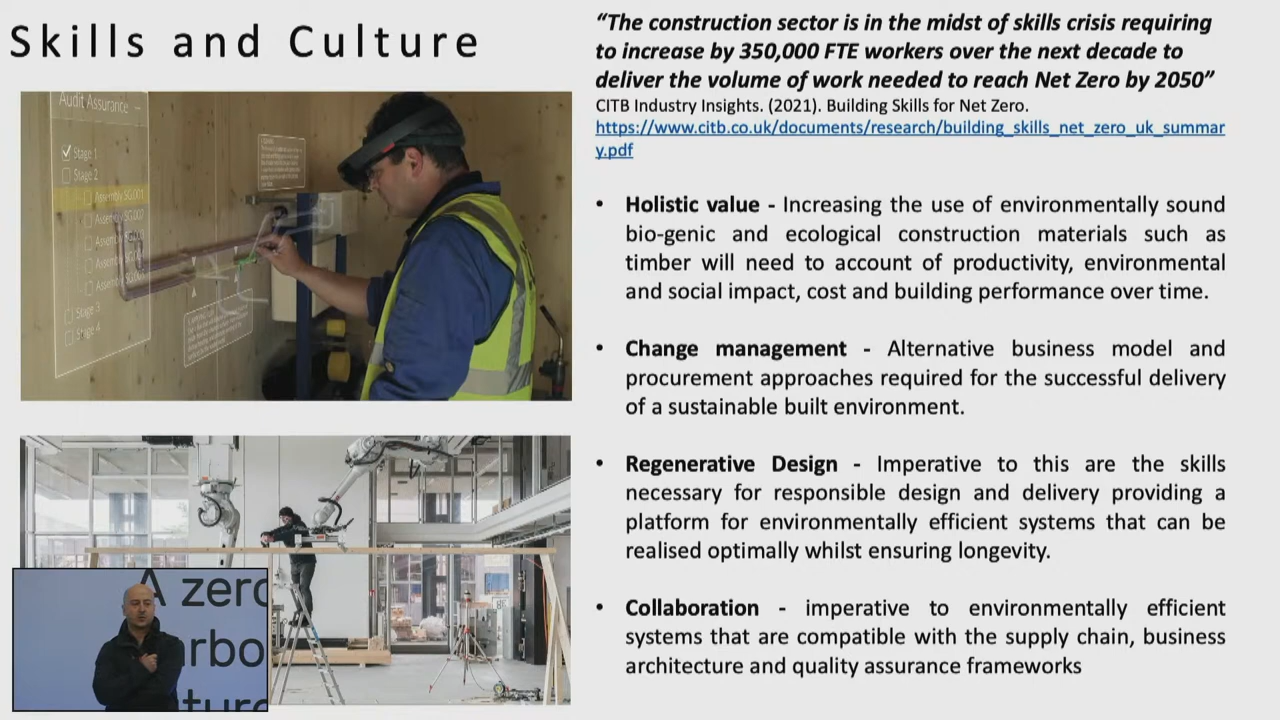 Skills and Culture
“The construction sector is in the midst of skills crisis requiring
to increase by 350,000 FTE workers over the next decade to
deliver the volume of work needed to reach Net Zero by 2050”
CITB Industry Insights. (2021). Building Skills for Net Zero.
https://www.citb.co.uk/documents/research/building_skills_net_zero_uk_summar
y.pdf
• Holistic value - Increasing the use of environmentally sound
bio-genic and ecological construction materials such as
timber will need to account of productivity, environmental
and social impact, cost and building performance over time.
• Change management - Alternative business model and
procurement approaches required for the successful delivery
of a sustainable built environment.
• Regenerative Design - Imperative to this are the skills
necessary for responsible design and delivery providing a
platform for environmentally efficient systems that can be
realised optimally whilst ensuring longevity.
• Collaboration - imperative to environmentally efficient
systems that are compatible with the supply chain, business
architecture and quality assurance frameworks
Audit Assurance
Stage 1
Stage 2
Assembly SG.001
Stage 3
Stage 4
A zero
arbo
uture